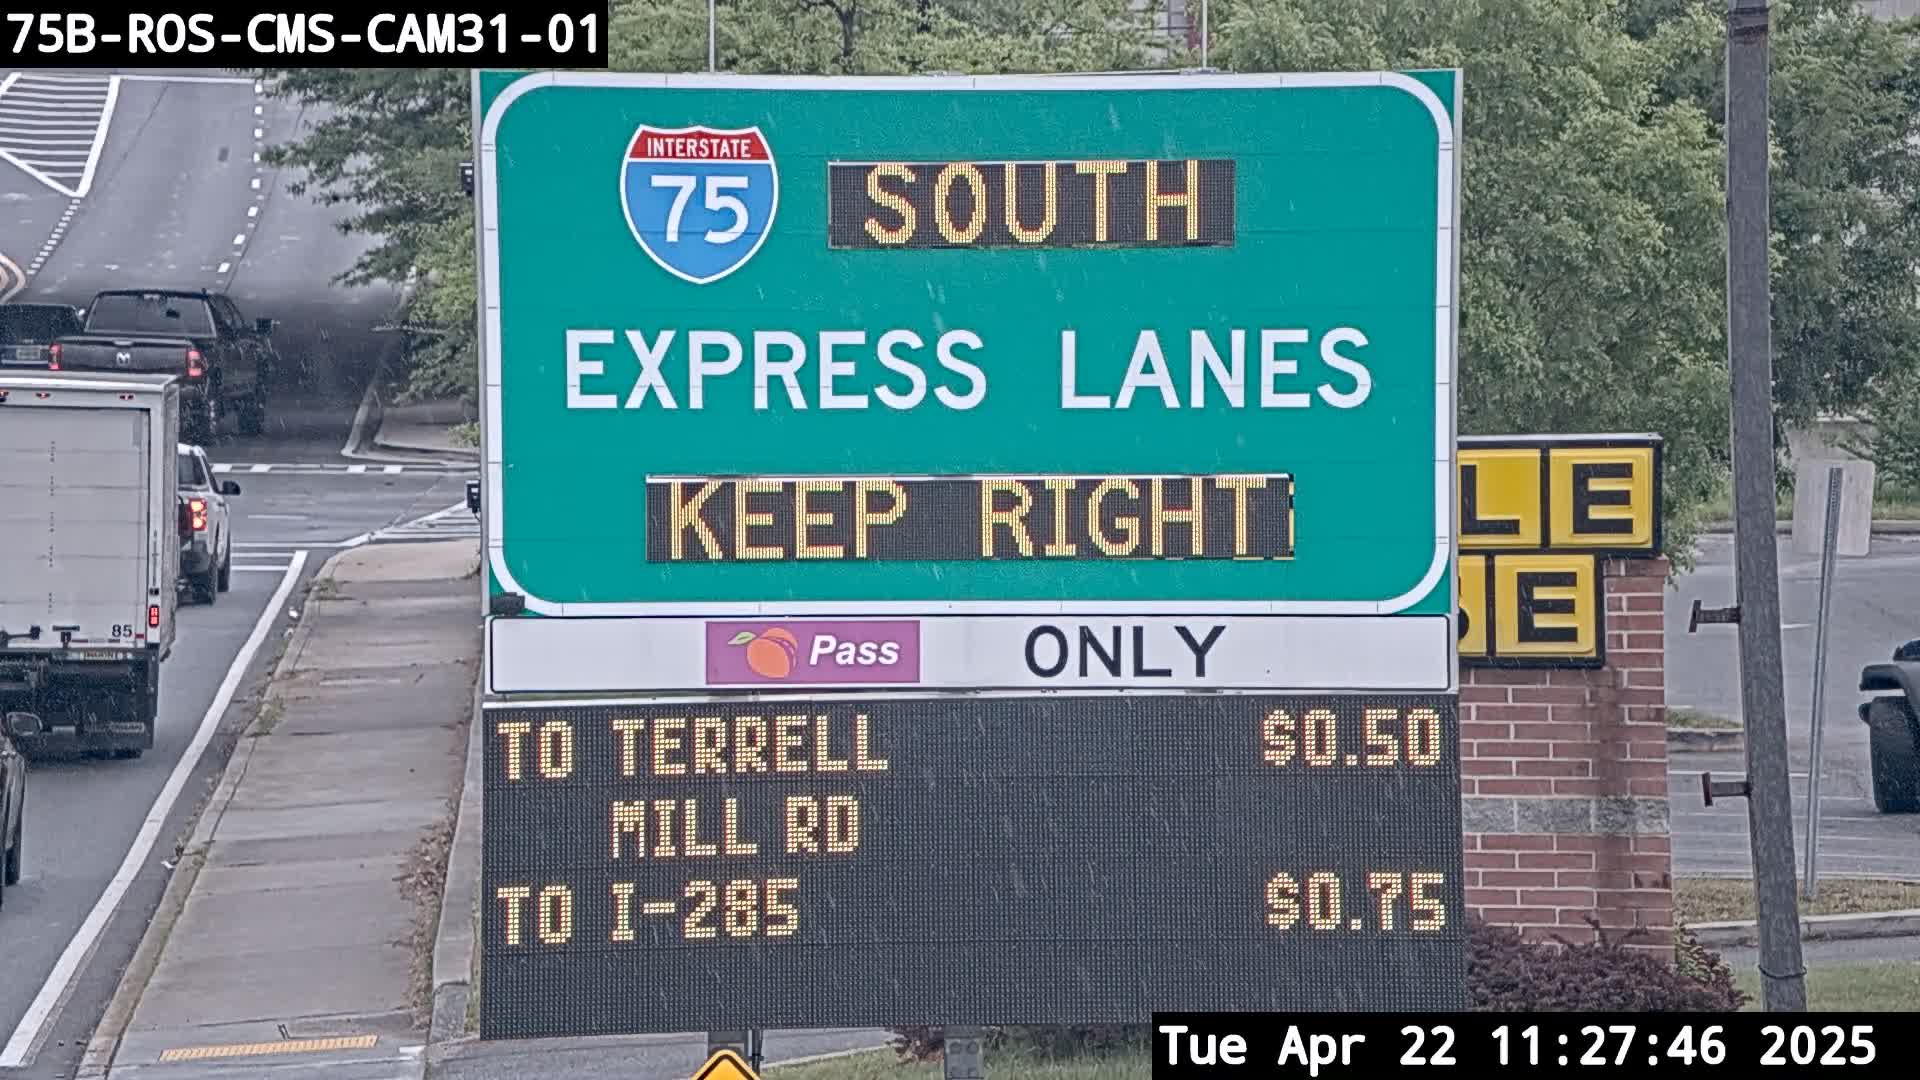 75B-ROS-CMS-CAM31-01
INTERSTATE
75
SOUTH
EXPRESS LANES
KEEP RIGHT
Pass ONLY
TO TERRELL $0.50
MILL RD
TO I-285 $0.75
LE
E
85
Tue Apr 22 11:27:46 2025